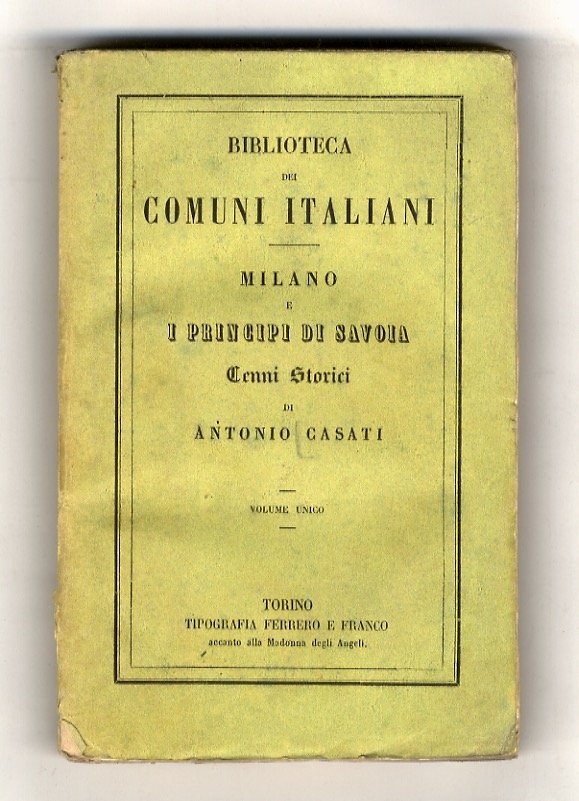 BIBLIOTECA
DEI
COMUNI ITALIANI
MILANO
E
I PRINCIPI DI SAVOIA
Cenni Storici
DI
ANTONIO CASATI
VOLUME UNICO
TORINO
TIPOGRAFIA FERRERO E FRANCO
accanto alla Madonna degli Angeli.